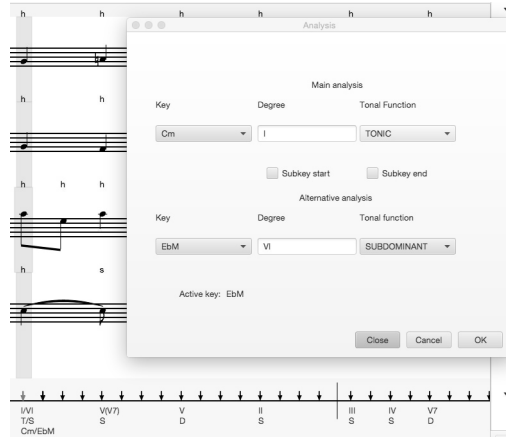 h h h h h h
Analysis
Main analysis
Key Degree Tonal Function
Cm I TONIC
Subkey start Subkey end
Alternative analysis
Key Degree Tonal function
EbM VI SUBDOMINANT
Active key: EbM
Close Cancel OK
h h
h h h
h s
I/VI V(V7) V II III IV V7
T/S S D S S S D
Cm/EbM